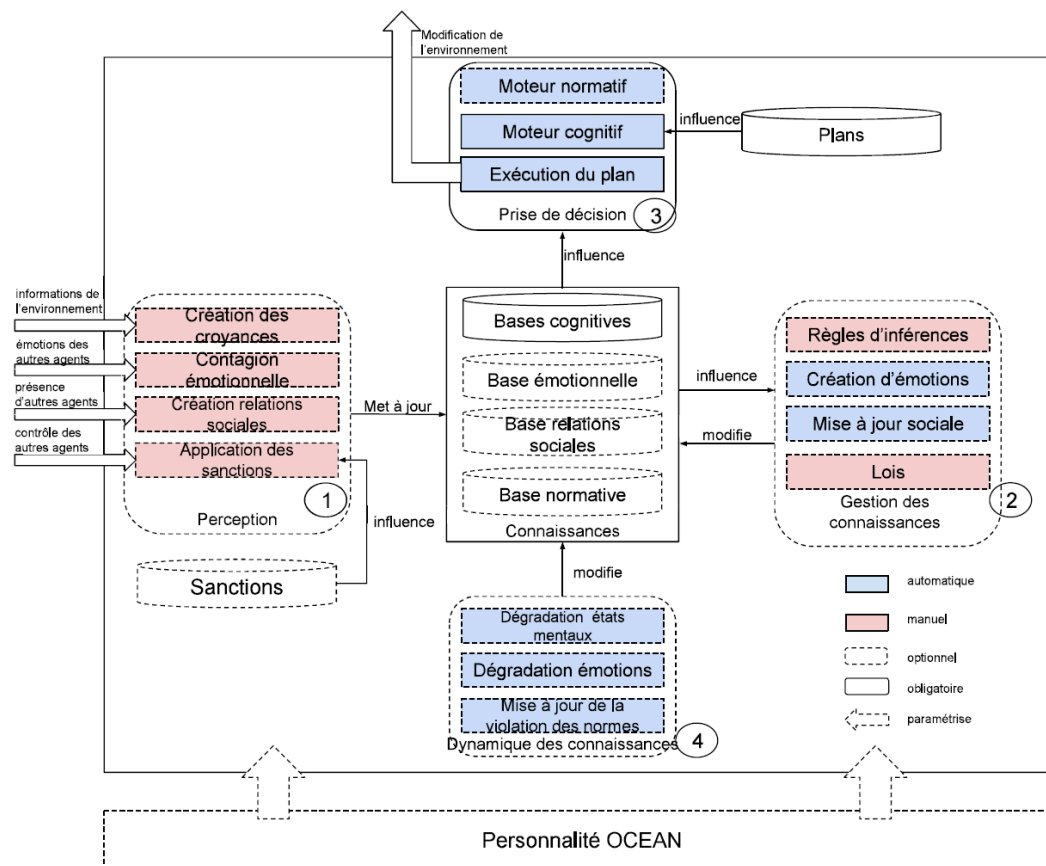 Modification de
l'environnement
Moteur normatif
Moteur cognitif
influence
Plans
Exécution du plan
Prise de décision
3
influence
informations de
l'environnement
Création des
croyances
émotions des
autres agents
Contagion
émotionnelle
présence
d'autres agents
Création relations
sociales
contrôle des
autres agents
Application des
sanctions
Perception
1
Met à jour
influence
Sanctions
Bases cognitives
Base émotionnelle
Base relations
sociales
Base normative
Connaissances
influence
modifie
Règles d'inférences
Création d'émotions
Mise à jour sociale
Lois
Gestion des
connaissances
2
modifie
Dégradation états
mentaux
Dégradation émotions
Mise à jour de la
violation des normes
Dynamique des connaissances
4
automatique
manuel
optionnel
obligatoire
paramétrise
Personnalité OCEAN